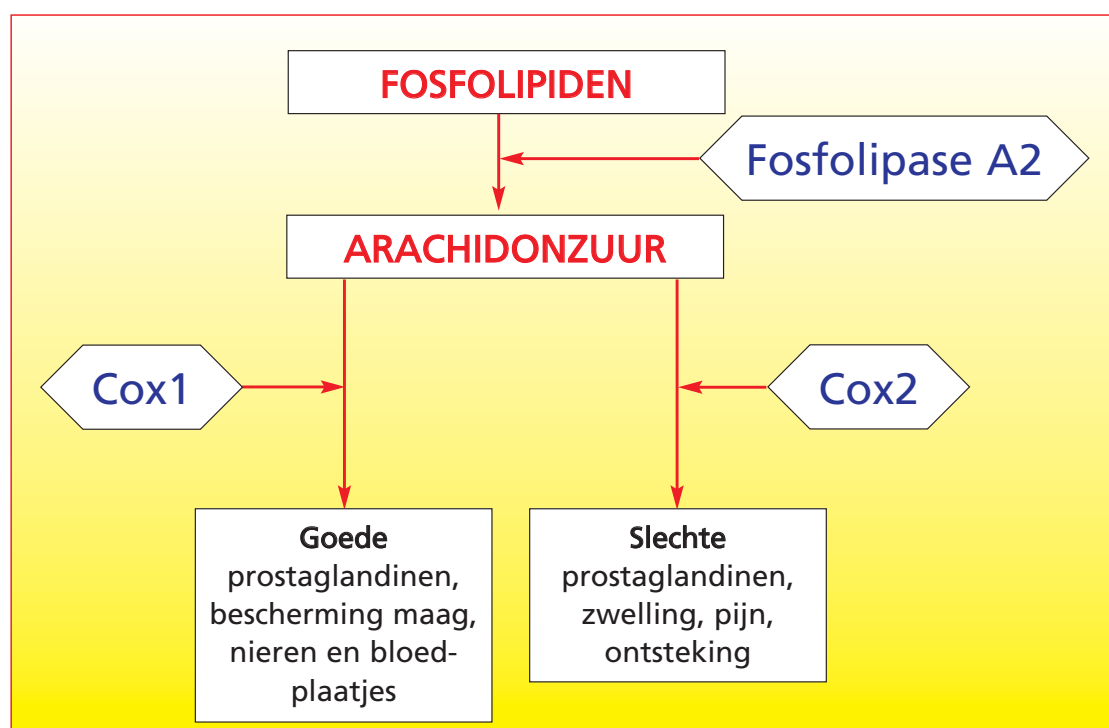 FOSFOLIPIDEN
Fosfolipase A2
ARACHIDONZUUR
Cox1
Cox2
Goede
prostaglandinen,
bescherming maag,
nieren en bloed-
plaatjes
Slechte
prostaglandinen,
zwelling, pijn,
ontsteking